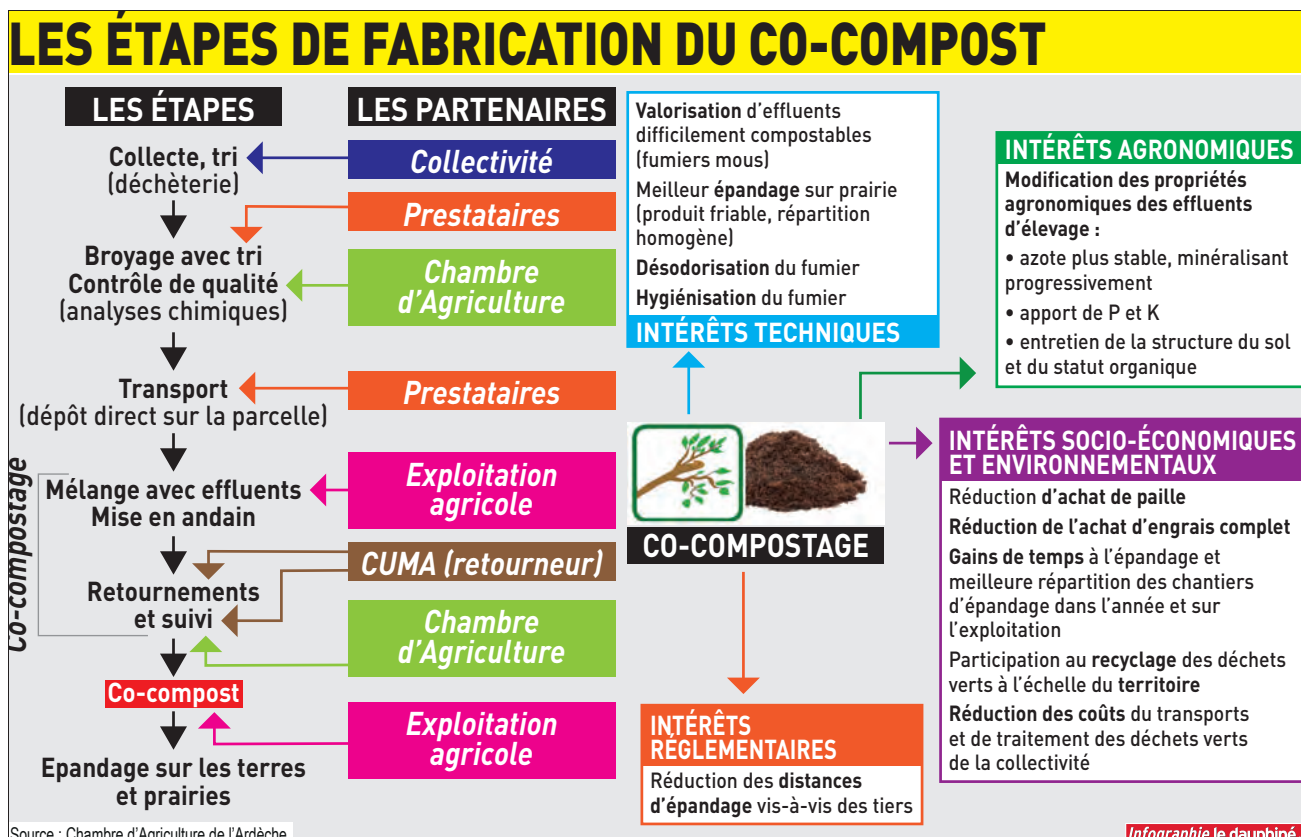 LES ÉTAPES DE FABRICATION DU CO-COMPOST
LES ÉTAPES
Collecte, tri
(déchèterie)
Broyage avec tri
Contrôle de qualité
(analyses chimiques)
Transport
(dépôt direct sur la parcelle)
Co-compostage
Mélange avec effluents
Mise en andain
Retournements
et suivi
Co-compost
Epandage sur les terres
et prairies
LES PARTENAIRES
Collectivité
Prestataires
Chambre
d'Agriculture
Prestataires
Exploitation
agricole
CUMA (retourneur)
Chambre
d'Agriculture
Exploitation
agricole
Valorisation d'effluents
difficilement compostables
(fumiers mous)
Meilleur épandage sur prairie
(produit friable, répartition
homogène)
Désodorisation du fumier
Hygiénisation du fumier
INTÉRÊTS TECHNIQUES
CO-COMPOSTAGE
INTÉRÊTS
RÉGLEMENTAIRES
Réduction des distances
d'épandage vis-à-vis des tiers
INTÉRÊTS AGRONOMIQUES
Modification des propriétés
agronomiques des effluents
d'élevage :
• azote plus stable, minéralisant
progressivement
• apport de P et K
• entretien de la structure du sol
et du statut organique
INTÉRÊTS SOCIO-ÉCONOMIQUES
ET ENVIRONNEMENTAUX
Réduction d'achat de paille
Réduction de l'achat d'engrais complet
Gains de temps à l'épandage et
meilleure répartition des chantiers
d'épandage dans l'année et sur
l'exploitation
Participation au recyclage des déchets
verts à l'échelle du territoire
Réduction des coûts du transports
et de traitement des déchets verts
de la collectivité
Source : Chambre d'Agriculture de l'Ardèche
Infographie le dauphiné